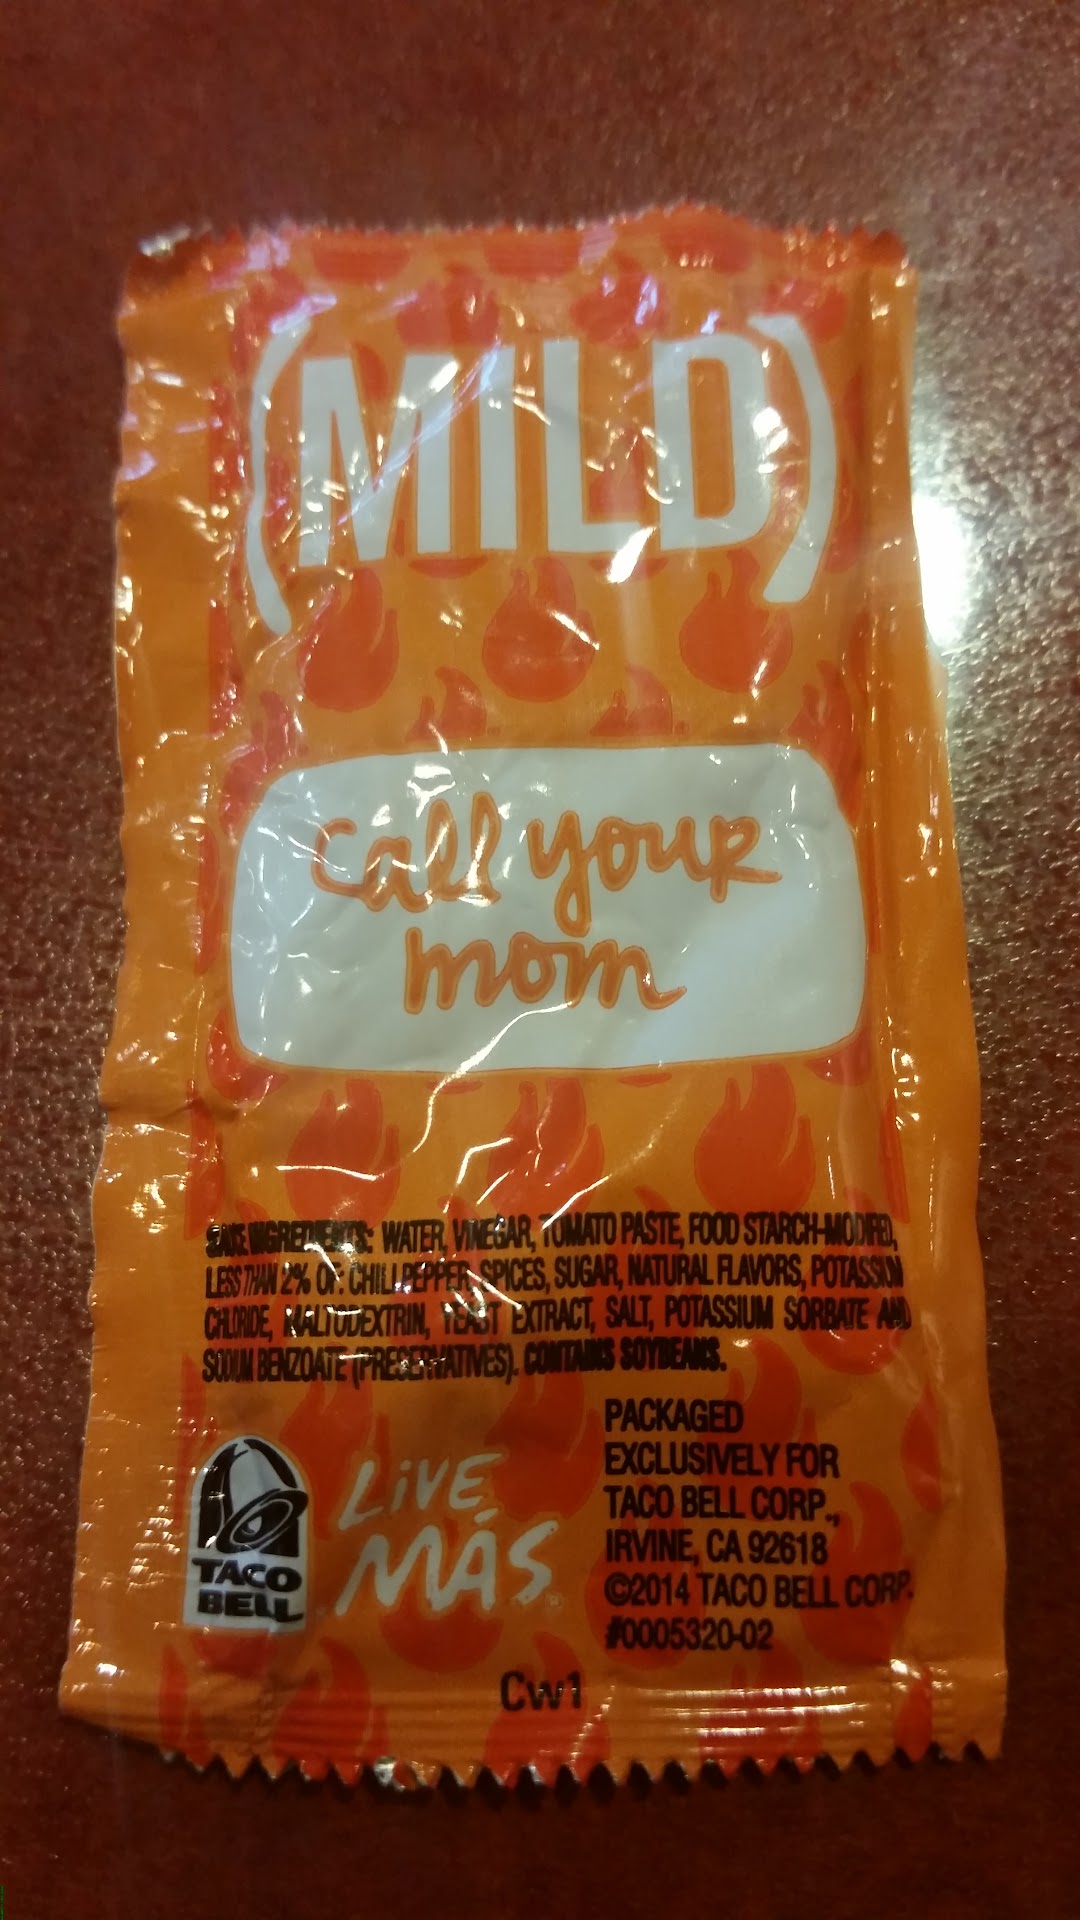 (MILD)
Call your
mom
SAUCE INGREDIENTS: WATER, VINEGAR, TOMATO PASTE, FOOD STARCH-MODIFIED,
LESS THAN 2% OF: CHILI PEPPER, SPICES, SUGAR, NATURAL FLAVORS, POTASSIUM
CHLORIDE, MALTODEXTRIN, YEAST EXTRACT, SALT, POTASSIUM SORBATE AND
SODIUM BENZOATE (PRESERVATIVES). CONTAINS SOYBEANS.
TACO
BELL
LiVE
MÁS
PACKAGED
EXCLUSIVELY FOR
TACO BELL CORP.,
IRVINE, CA 92618
©2014 TACO BELL CORP.
#0005320-02
CW1